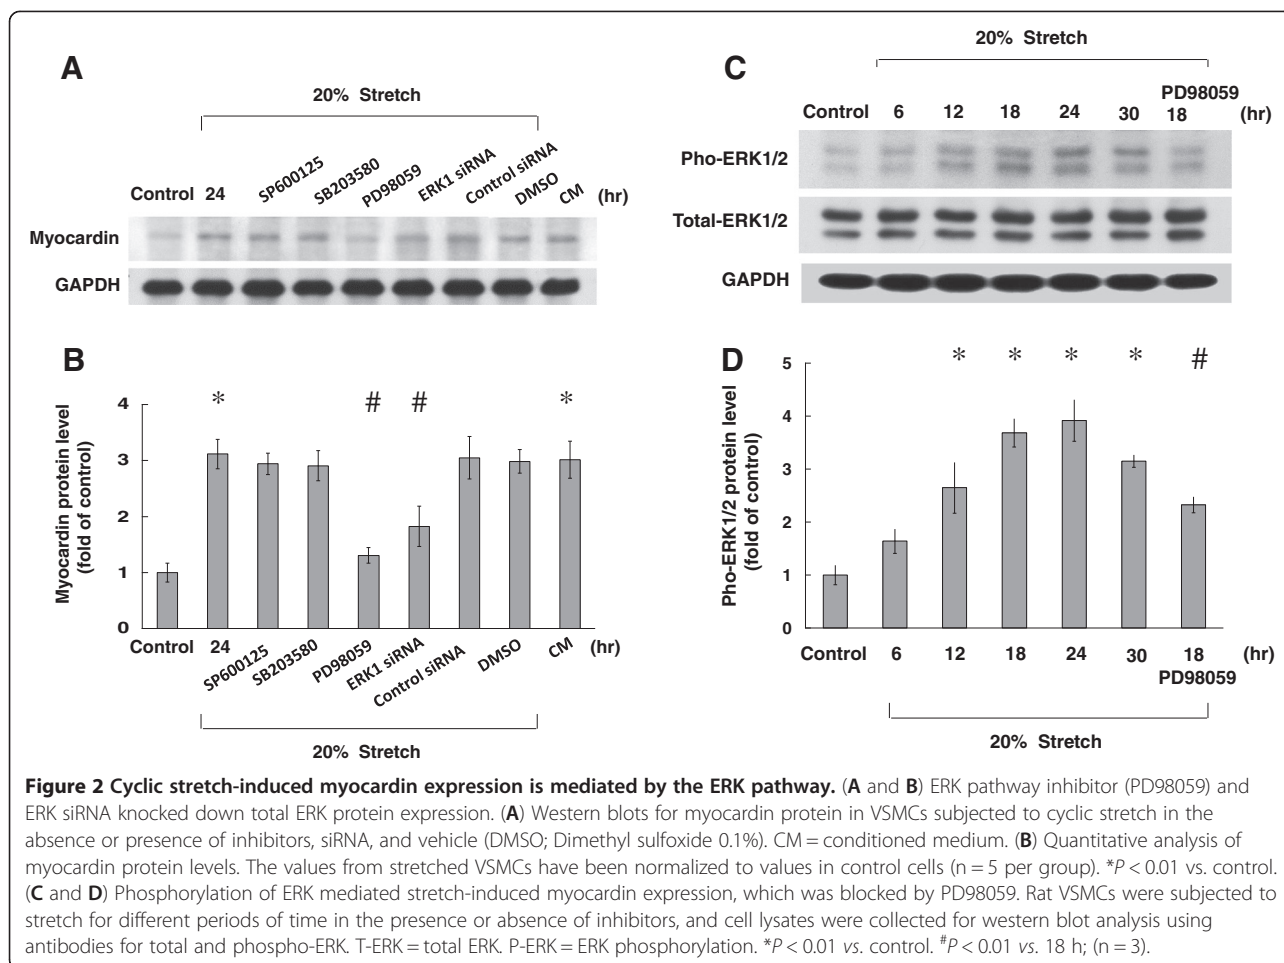 A
20% Stretch
Control 24 SP600125 SB203580 PD98059 ERK1 siRNA Control siRNA DMSO CM (hr)
Myocardin
GAPDH
B
Myocardin protein level
(fold of control)
4
3
2
1
0
* # # *
Control 24 SP600125 SB203580 PD98059 ERK1 siRNA Control siRNA DMSO CM (hr)
20% Stretch
C
20% Stretch
PD98059
Control 6 12 18 24 30 18 (hr)
Pho-ERK1/2
Total-ERK1/2
GAPDH
D
Pho-ERK1/2 protein level
(fold of control)
5
4
3
2
1
0
* * * * #
Control 6 12 18 24 30 18 (hr)
PD98059
20% Stretch
Figure 2 Cyclic stretch-induced myocardin expression is mediated by the ERK pathway. (A and B) ERK pathway inhibitor (PD98059) and
ERK siRNA knocked down total ERK protein expression. (A) Western blots for myocardin protein in VSMCs subjected to cyclic stretch in the
absence or presence of inhibitors, siRNA, and vehicle (DMSO; Dimethyl sulfoxide 0.1%). CM = conditioned medium. (B) Quantitative analysis of
myocardin protein levels. The values from stretched VSMCs have been normalized to values in control cells (n = 5 per group). *P < 0.01 vs. control.
(C and D) Phosphorylation of ERK mediated stretch-induced myocardin expression, which was blocked by PD98059. Rat VSMCs were subjected to
stretch for different periods of time in the presence or absence of inhibitors, and cell lysates were collected for western blot analysis using
antibodies for total and phospho-ERK. T-ERK = total ERK. P-ERK = ERK phosphorylation. *P < 0.01 vs. control. #P < 0.01 vs. 18 h; (n = 3).